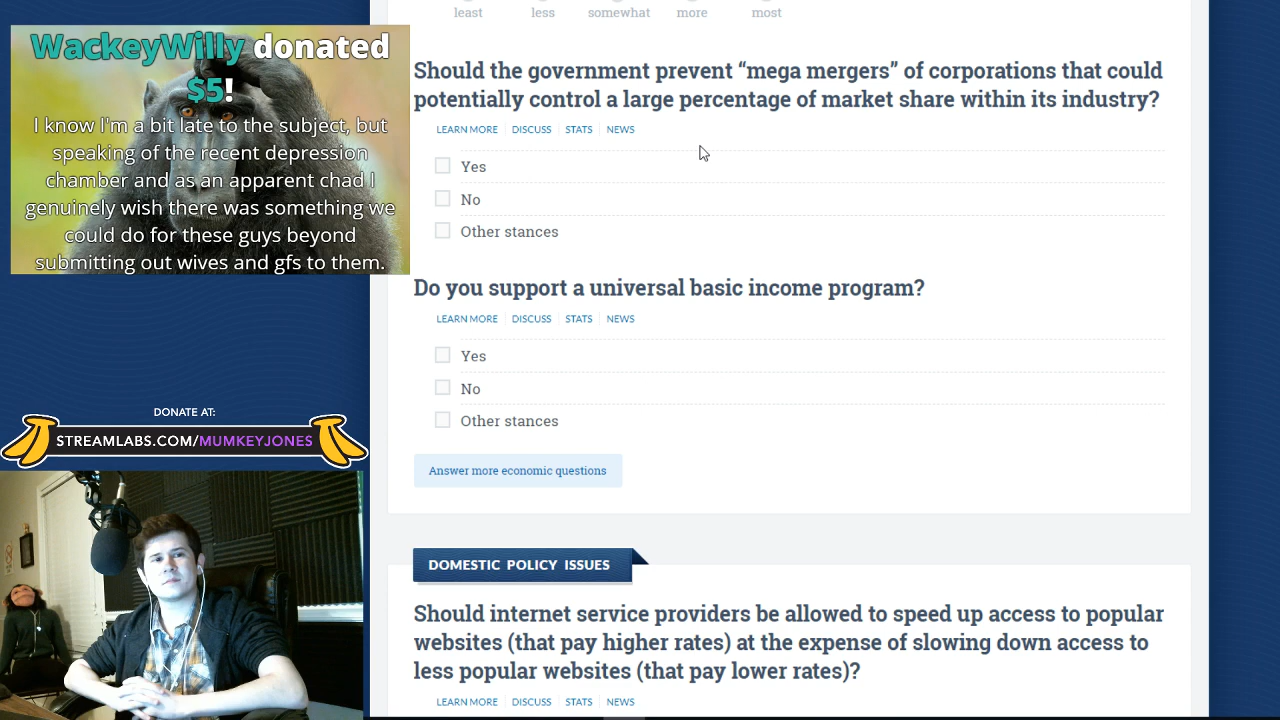 WackeyWilly donated
$5!
I know I'm a bit late to the subject, but
speaking of the recent depression
chamber and as an apparent chad I
genuinely wish there was something we
could do for these guys beyond
submitting out wives and gfs to them.
DONATE AT:
STREAMLABS.COM/MUMKEYJONES
least less somewhat more most
Should the government prevent “mega mergers” of corporations that could
potentially control a large percentage of market share within its industry?
LEARN MORE DISCUSS STATS NEWS
Yes
No
Other stances
Do you support a universal basic income program?
LEARN MORE DISCUSS STATS NEWS
Yes
No
Other stances
Answer more economic questions
DOMESTIC POLICY ISSUES
Should internet service providers be allowed to speed up access to popular
websites (that pay higher rates) at the expense of slowing down access to
less popular websites (that pay lower rates)?
LEARN MORE DISCUSS STATS NEWS